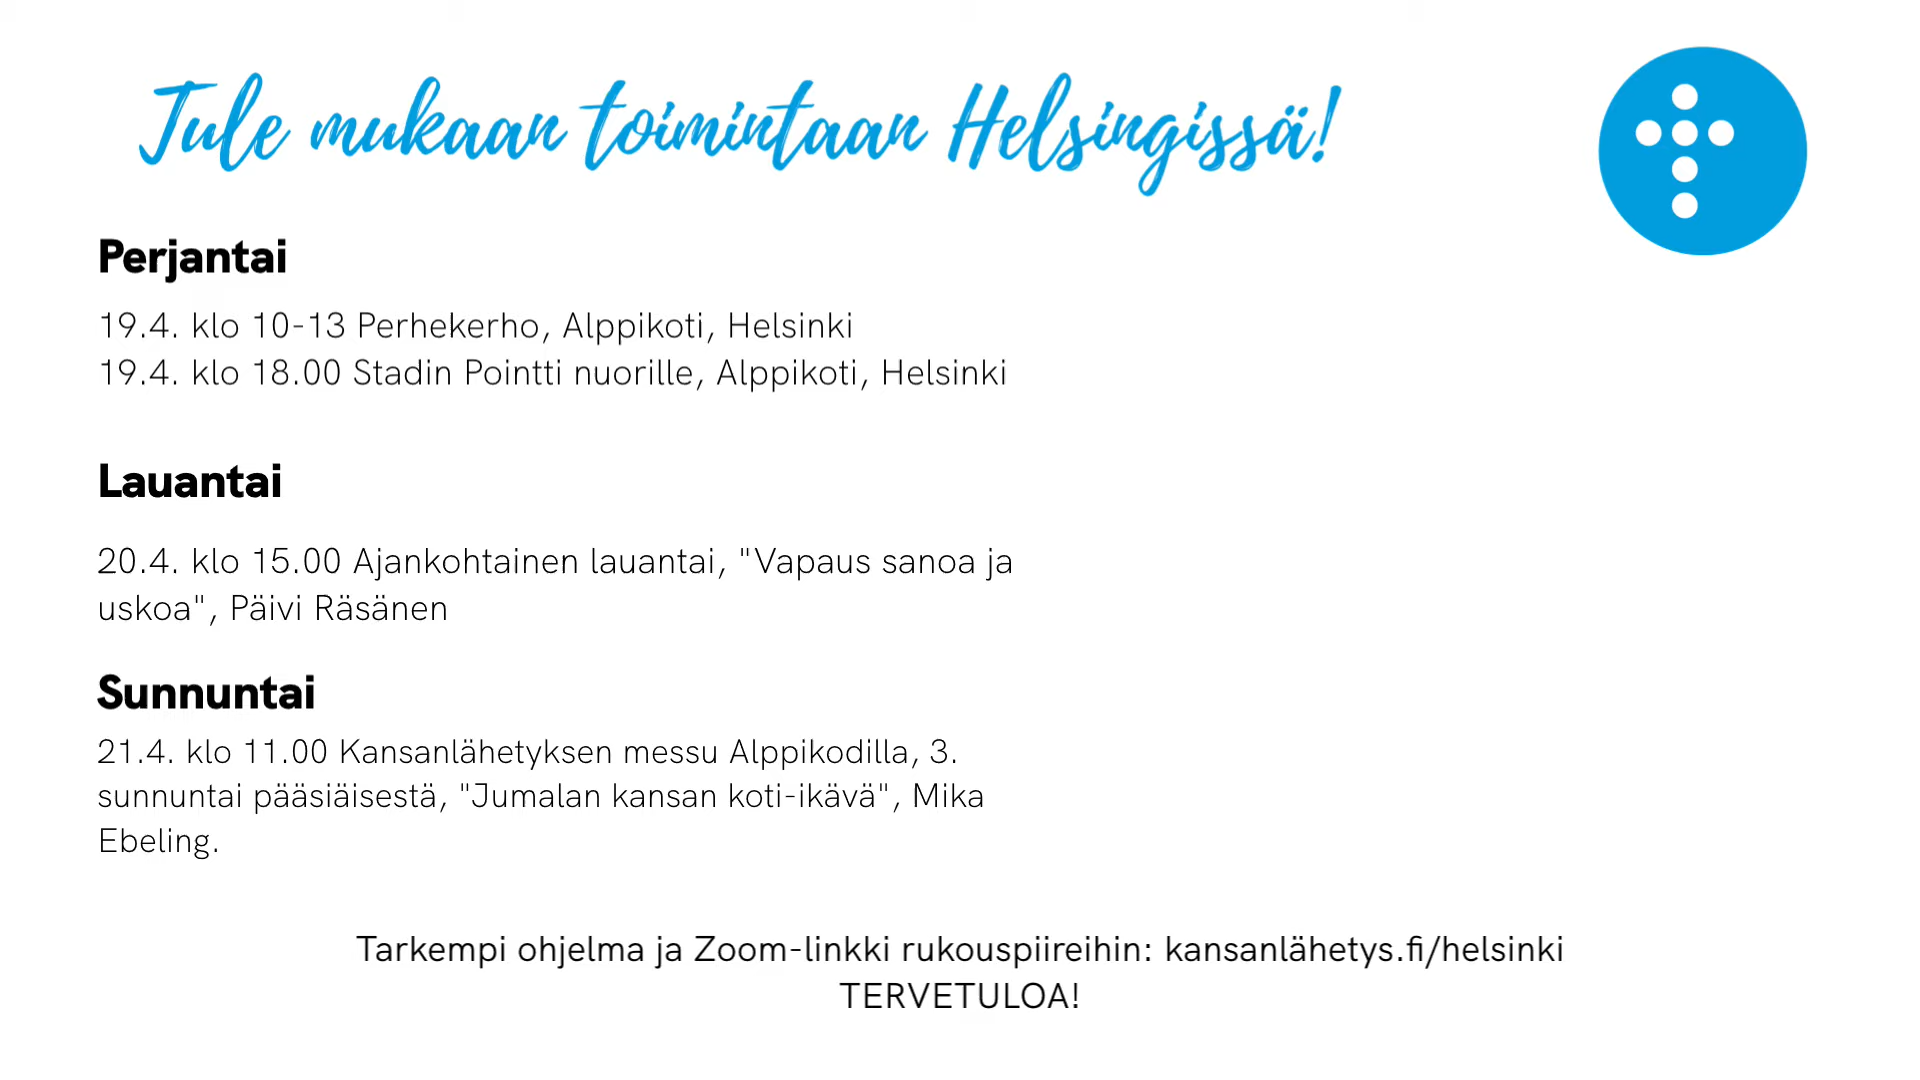 Tule mukaan toimintaan Helsingissä!
Perjantai
19.4. klo 10-13 Perhekerho, Alppikoti, Helsinki
19.4. klo 18.00 Stadin Pointti nuorille, Alppikoti, Helsinki
Lauantai
20.4. klo 15.00 Ajankohtainen lauantai, "Vapaus sanoa ja
uskoa", Päivi Räsänen
Sunnuntai
21.4. klo 11.00 Kansanlähetyksen messu Alppikodilla, 3.
sunnuntai pääsiäisestä, "Jumalan kansan koti-ikävä", Mika
Ebeling.
Tarkempi ohjelma ja Zoom-linkki rukouspiireihin: kansanlähetys.fi/helsinki
TERVETULOA!